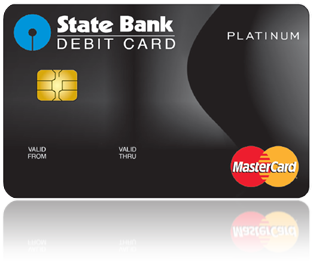 State Bank
DEBIT CARD
PLATINUM
VALID
FROM
VALID
THRU
MasterCard